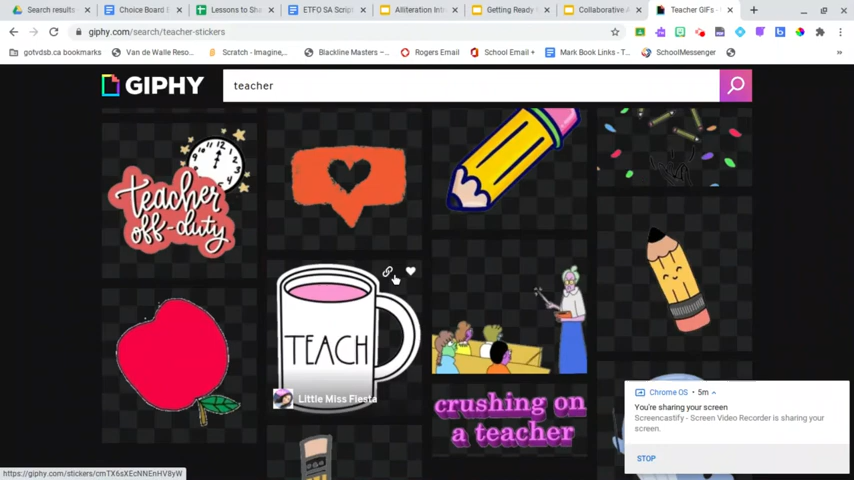 Search results
Choice Board E
Lessons to Sha
ETFO SA Script
Alliteration Intr
Getting Ready
Collaborative A
Teacher GIFs -
giphy.com/search/teacher-stickers
gotvdsb.ca bookmarks
Van de Walle Reso...
Scratch - Imagine,...
Blackline Masters –...
Rogers Email
School Email +
Mark Book Links - T...
SchoolMessenger
GIPHY
teacher
12
teacher
off-duty
TEACH
Little Miss Fiesta
crushing on
a teacher
Chrome OS • 5m
You're sharing your screen
Screencastify - Screen Video Recorder is sharing your
screen.
STOP
https://giphy.com/stickers/cmTX6sXEcNNEnHV8yW